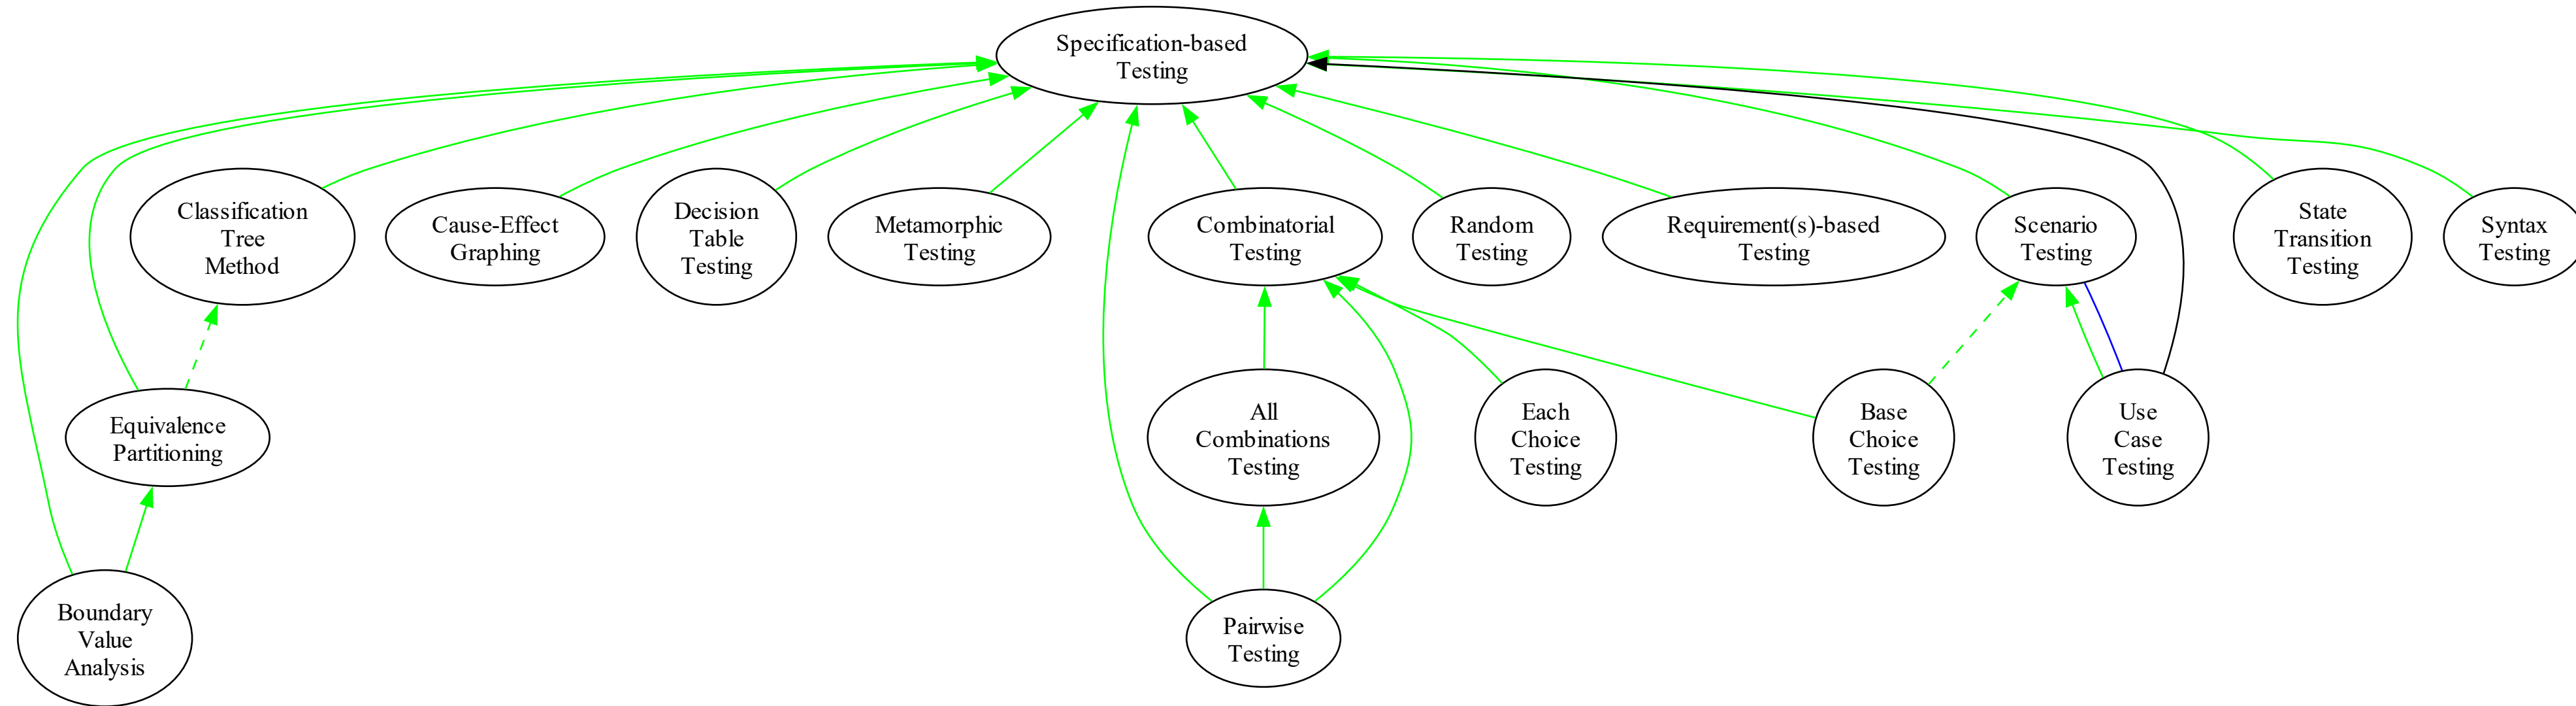 Specification-based
Testing
Classification
Tree
Method
Cause-Effect
Graphing
Decision
Table
Testing
Metamorphic
Testing
Combinatorial
Testing
Random
Testing
Requirement(s)-based
Testing
Scenario
Testing
State
Transition
Testing
Syntax
Testing
Equivalence
Partitioning
All
Combinations
Testing
Each
Choice
Testing
Base
Choice
Testing
Use
Case
Testing
Boundary
Value
Analysis
Pairwise
Testing